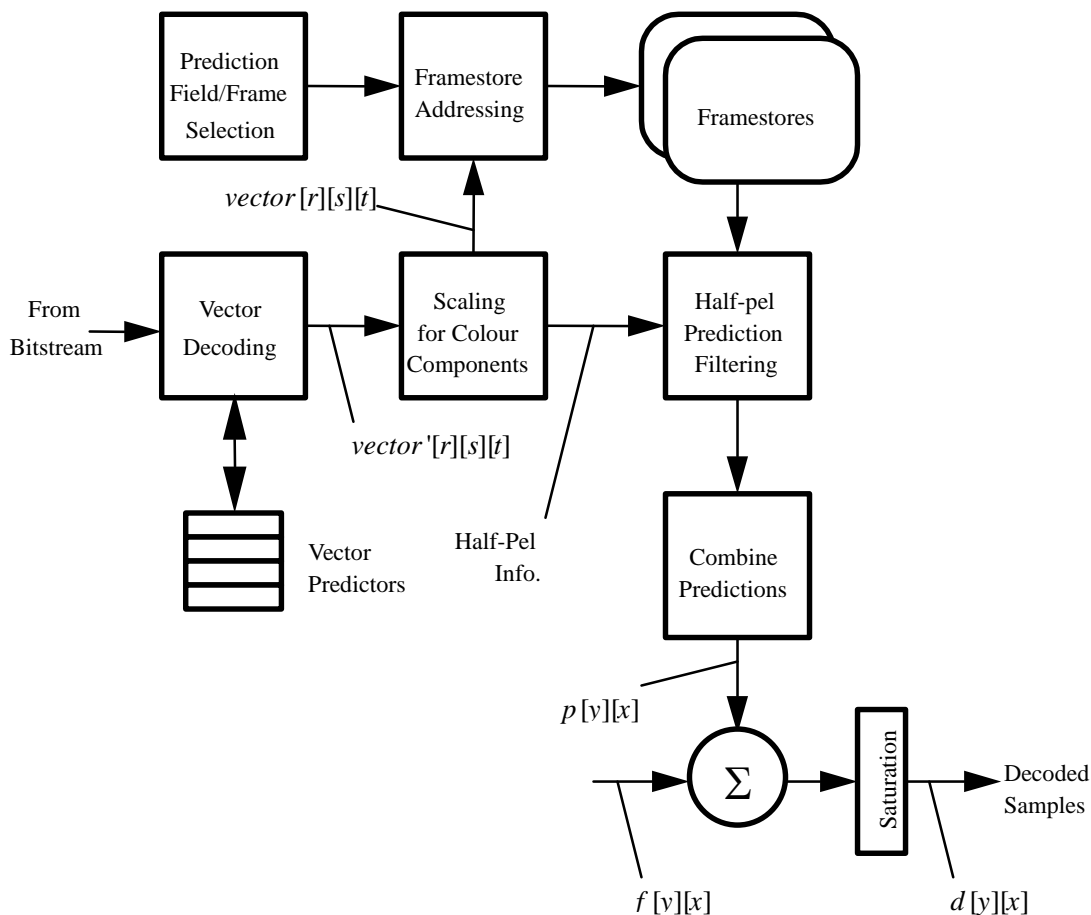 Prediction
Field/Frame
Selection
Framestore
Addressing
Framestores
vector [r][s][t]
From
Bitstream
Vector
Decoding
Scaling
for Colour
Components
Half-pel
Prediction
Filtering
vector '[r][s][t]
Vector
Predictors
Half-Pel
Info.
Combine
Predictions
p [y][x]
Σ
Saturation
Decoded
Samples
f [y][x]
d [y][x]